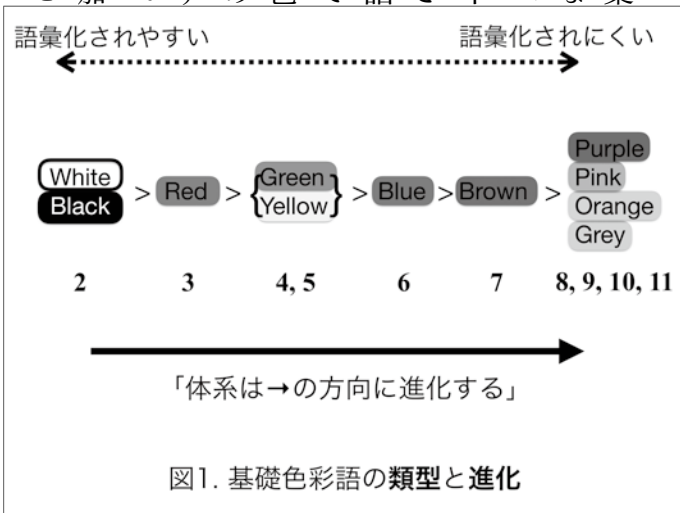 語彙化されやすい 語彙化されにくい
White
Black
>
Red
>
{Green
Yellow}
>
Blue
>
Brown
>
Purple
Pink
Orange
Grey
2 3 4, 5 6 7 8, 9, 10, 11
「体系は→の方向に進化する」
図1. 基礎色彩語の類型と進化